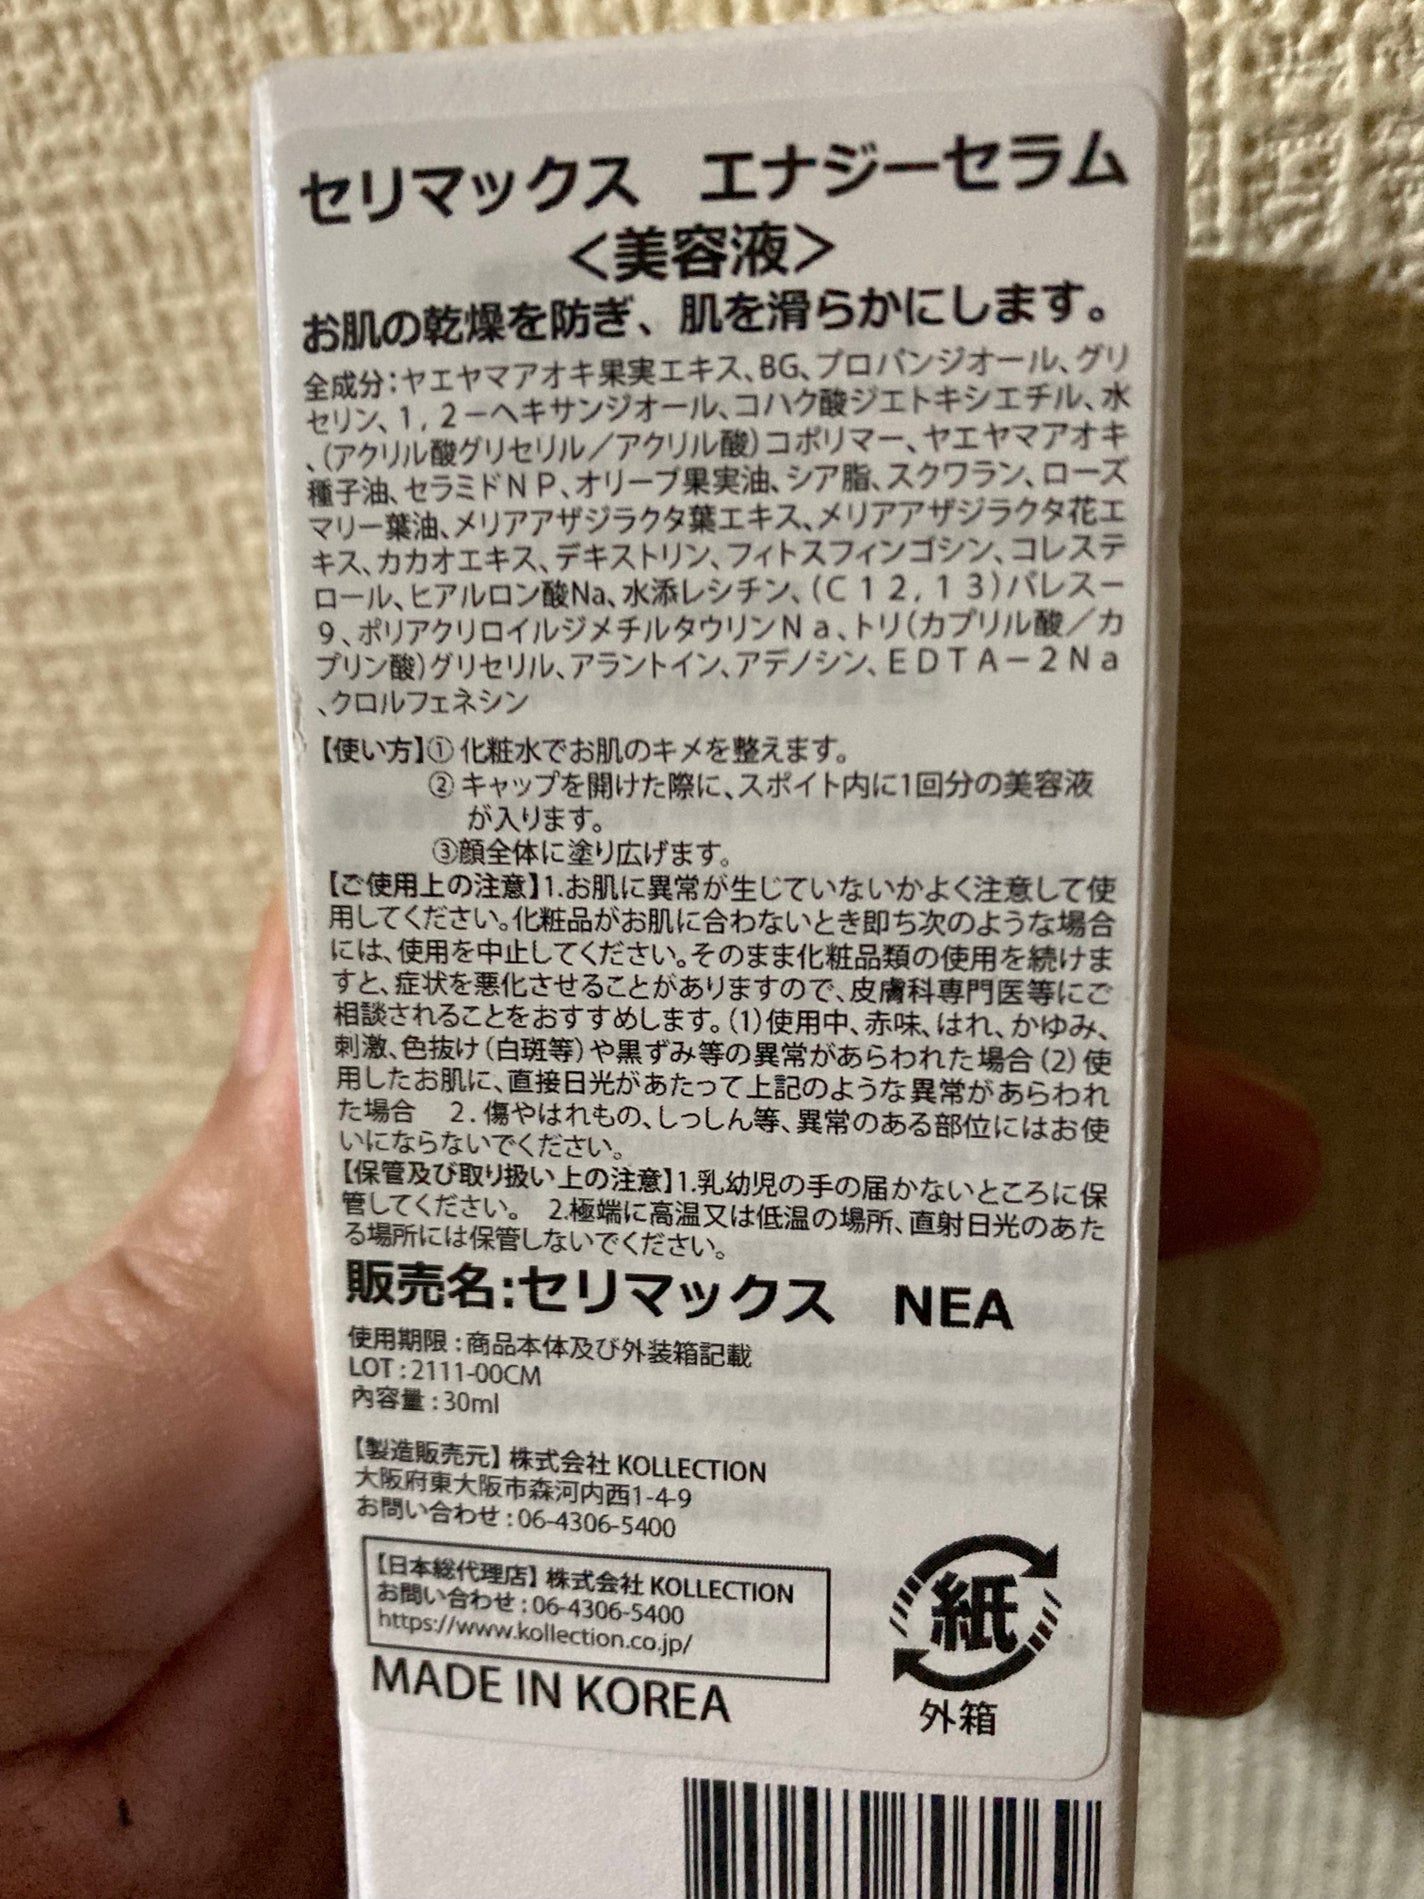 セリマックス　エナジーセラム
＜美容液＞
お肌の乾燥を防ぎ、肌を滑らかにします。
全成分：ヤエヤマアオキ果実エキス、BG、プロパンジオール、グリ
セリン、1，2－ヘキサンジオール、コハク酸ジエトキシエチル、水
、（アクリル酸グリセリル／アクリル酸）コポリマー、ヤエヤマアオキ
種子油、セラミドＮＰ、オリーブ果実油、シア脂、スクワラン、ローズ
マリー葉油、メリアアザジラクタ葉エキス、メリアアザジラクタ花エ
キス、カカオエキス、デキストリン、フィトスフィンゴシン、コレステ
ロール、ヒアルロン酸Na、水添レシチン、（Ｃ１２，１３）パレス－
９、ポリアクリロイルジメチルタウリンＮａ、トリ（カプリル酸／カ
プリン酸）グリセリル、アラントイン、アデノシン、ＥＤＴＡ－２Ｎａ
、クロルフェネシン
【使い方】① 化粧水でお肌のキメを整えます。
② キャップを開けた際に、スポイト内に1回分の美容液
が入ります。
③顔全体に塗り広げます。
【ご使用上の注意】1.お肌に異常が生じていないかよく注意して使
用してください。化粧品がお肌に合わないとき即ち次のような場合
には、使用を中止してください。そのまま化粧品類の使用を続けま
すと、症状を悪化させることがありますので、皮膚科専門医等にご
相談されることをおすすめします。（1）使用中、赤味、はれ、かゆみ、
刺激、色抜け（白斑等）や黒ずみ等の異常があらわれた場合（2）使
用したお肌に、直接日光があたって上記のような異常があらわれ
た場合　2．傷やはれもの、しっしん等、異常のある部位にはお使
いにならないでください。
【保管及び取り扱い上の注意】1.乳幼児の手の届かないところに保
管してください。　2.極端に高温又は低温の場所、直射日光のあた
る場所には保管しないでください。
販売名：セリマックス　NEA
使用期限：商品本体及び外装箱記載
LOT：2111-00CM
内容量：30ml
【製造販売元】株式会社 KOLLECTION
大阪府東大阪市森河内西1-4-9
お問い合わせ：06-4306-5400
【日本総代理店】株式会社 KOLLECTION
お問い合わせ：06-4306-5400
https://www.kollection.co.jp/
MADE IN KOREA
紙
外箱